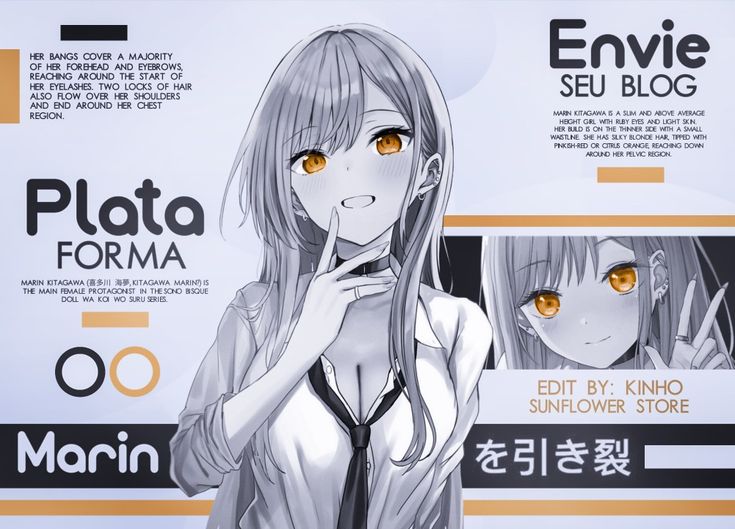 HER BANGS COVER A MAJORITY
OF HER FOREHEAD AND EYEBROWS,
REACHING AROUND THE START OF
HER EYELASHES. TWO LOCKS OF HAIR
ALSO FLOW OVER HER SHOULDERS
AND END AROUND HER CHEST
REGION.
Envie
SEU BLOG
MARIN KITAGAWA IS A SLIM AND ABOVE AVERAGE
HEIGHT GIRL WITH RUBY EYES AND LIGHT SKIN.
HER BUILD IS ON THE THINNER SIDE WITH A SMALL
WAISTLINE. SHE HAS SILKY BLONDE HAIR, TIPPED WITH
PINKISH-RED OR CITRUS ORANGE, REACHING DOWN
AROUND HER PELVIC REGION.
Plata
FORMA
MARIN KITAGAWA (喜多川 海夢, KITAGAWA MARIN?) IS
THE MAIN FEMALE PROTAGONIST IN THE SONO BISQUE
DOLL WA KOI WO SURU SERIES.
EDIT BY: KINHO
SUNFLOWER STORE
Marin
を引き裂